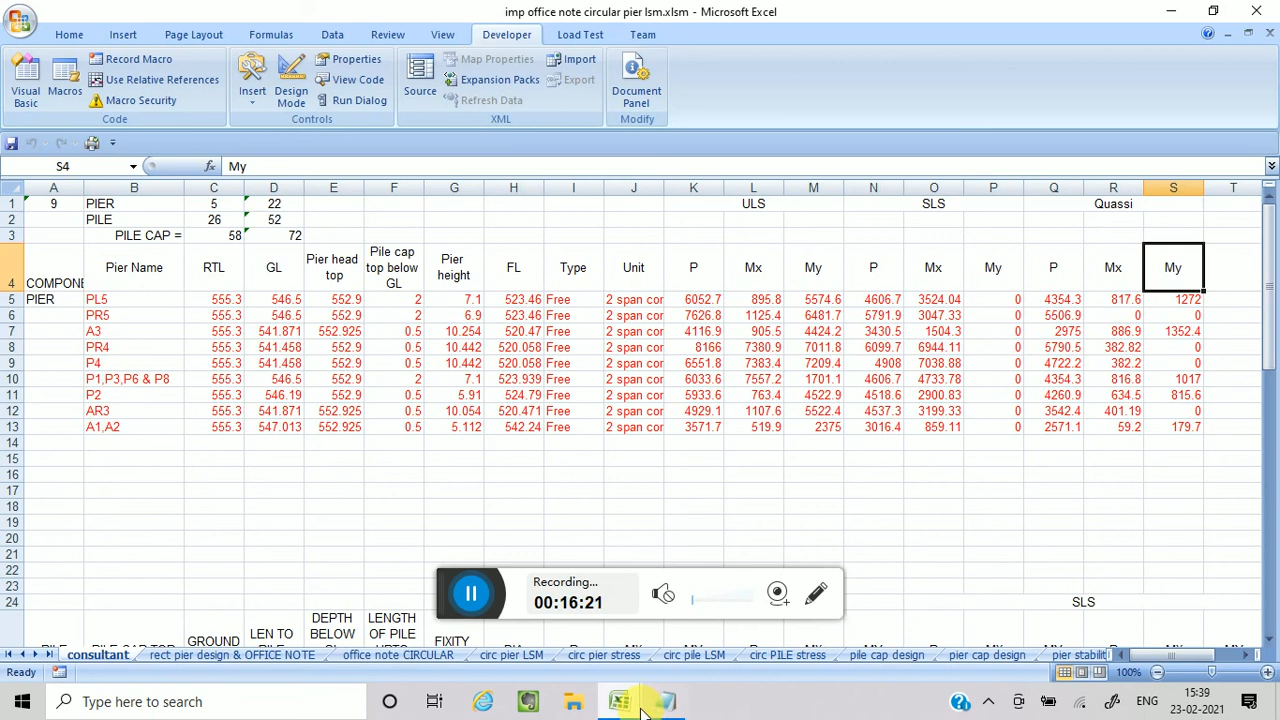 imp office note circular pier lsm.xlsm - Microsoft Excel
Home Insert Page Layout Formulas Data Review View Developer Load Test Team
Visual Basic Macros Record Macro Use Relative References Macro Security Code
Insert Design Mode Properties View Code Run Dialog Controls
Source Map Properties Expansion Packs Refresh Data Import Export XML
Document Panel Modify
S4 fx My
A B C D E F G H I J K L M N O P Q R S T
1 9 PIER 5 22 ULS SLS Quassi
2 PILE 26 52
3 PILE CAP = 58 72
4 COMPONE Pier Name RTL GL Pier head top Pile cap top below GL Pier height FL Type Unit P Mx My P Mx My P Mx My
5 PIER PL5 555.3 546.5 552.9 2 7.1 523.46 Free 2 span cor 6052.7 895.8 5574.6 4606.7 3524.04 0 4354.3 817.6 1272
6 PR5 555.3 546.5 552.9 2 6.9 523.46 Free 2 span cor 7626.8 1125.4 6481.7 5791.9 3047.33 0 5506.9 0 0
7 A3 555.3 541.871 552.925 0.5 10.254 520.47 Free 2 span cor 4116.9 905.5 4424.2 3430.5 1504.3 0 2975 886.9 1352.4
8 PR4 555.3 541.458 552.9 0.5 10.442 520.058 Free 2 span cor 8166 7380.9 7011.8 6099.7 6944.11 0 5790.5 382.82 0
9 P4 555.3 541.458 552.9 0.5 10.442 520.058 Free 2 span cor 6551.8 7383.4 7209.4 4908 7038.88 0 4722.2 382.2 0
10 P1,P3,P6 & P8 555.3 546.5 552.9 2 7.1 523.939 Free 2 span cor 6033.6 7557.2 1701.1 4606.7 4733.78 0 4354.3 816.8 1017
11 P2 555.3 546.19 552.9 0.5 5.91 524.79 Free 2 span cor 5933.6 763.4 4522.9 4518.6 2900.83 0 4260.9 634.5 815.6
12 AR3 555.3 541.871 552.925 0.5 10.054 520.471 Free 2 span cor 4929.1 1107.6 5522.4 4537.3 3199.33 0 3542.4 401.19 0
13 A1,A2 555.3 547.013 552.925 0.5 5.112 542.24 Free 2 span cor 3571.7 519.9 2375 3016.4 859.11 0 2571.1 59.2 179.7
14
15
16
17
18
19
20
21
22
23
24 SLS
DEPTH BELOW LENGTH OF PILE
GROUND LEN TO FIXITY
Recording...
00:16:21
consultant rect pier design & OFFICE NOTE office note CIRCULAR circ pier LSM circ pier stress circ pile LSM circ PILE stress pile cap design pier cap design pier stabilit
Ready 100%
Type here to search ENG 15:39
23-02-2021